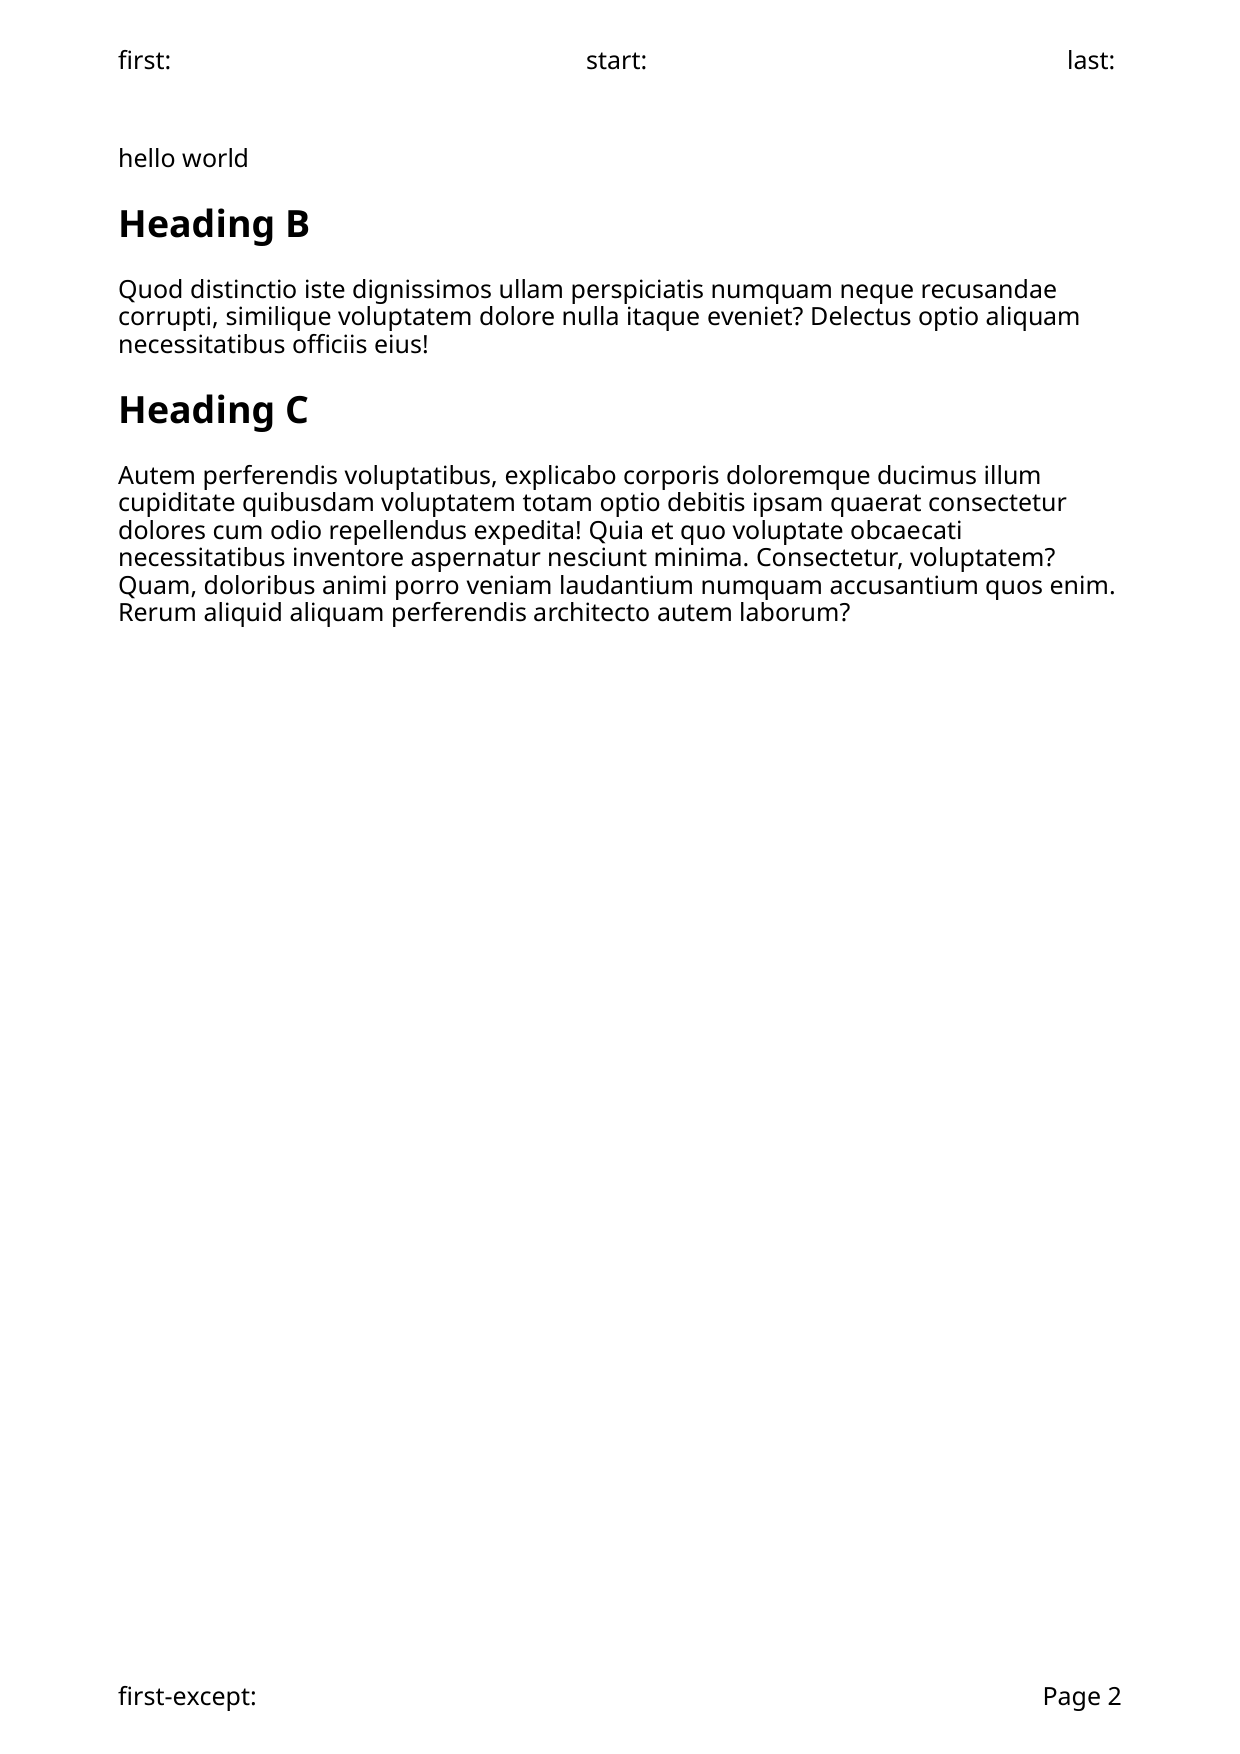 first: start: last:
hello world
Heading B
Quod distinctio iste dignissimos ullam perspiciatis numquam neque recusandae
corrupti, similique voluptatem dolore nulla itaque eveniet? Delectus optio aliquam
necessitatibus officiis eius!
Heading C
Autem perferendis voluptatibus, explicabo corporis doloremque ducimus illum
cupiditate quibusdam voluptatem totam optio debitis ipsam quaerat consectetur
dolores cum odio repellendus expedita! Quia et quo voluptate obcaecati
necessitatibus inventore aspernatur nesciunt minima. Consectetur, voluptatem?
Quam, doloribus animi porro veniam laudantium numquam accusantium quos enim.
Rerum aliquid aliquam perferendis architecto autem laborum?
first-except: Page 2